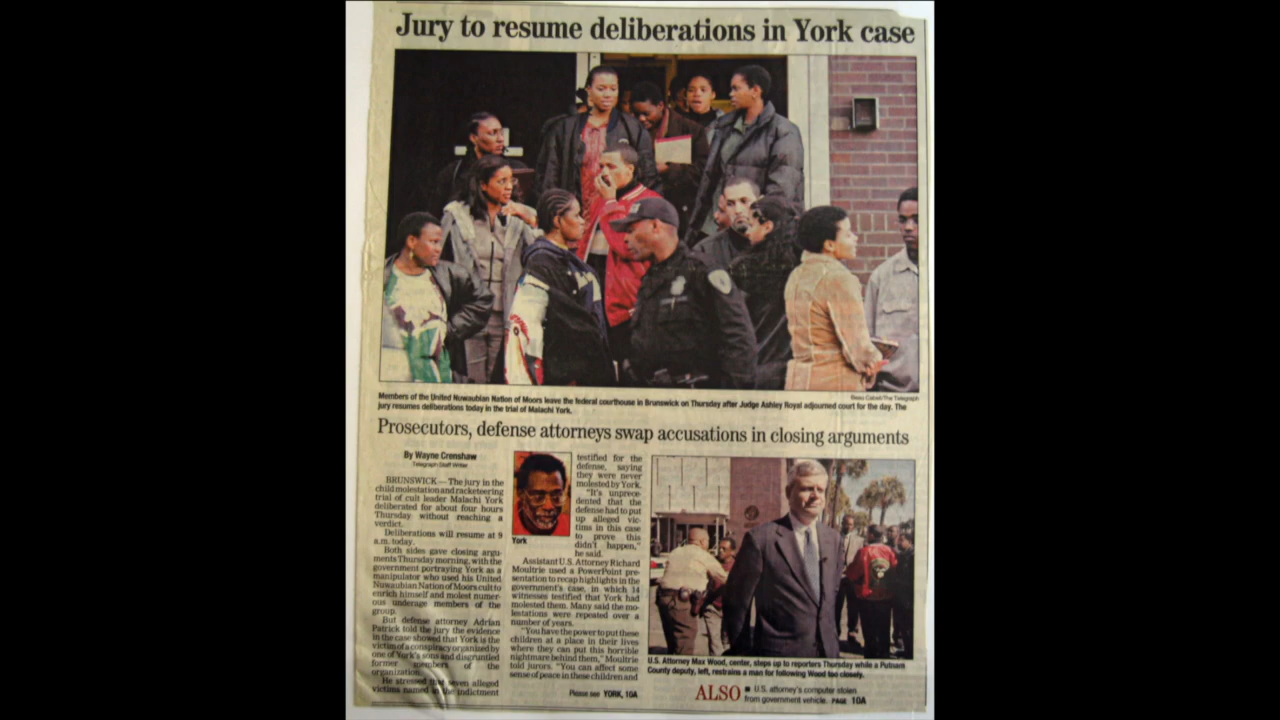 Jury to resume deliberations in York case
Beau Cabell/The Telegraph
Members of the United Nuwaubian Nation of Moors leave the federal courthouse in Brunswick on Thursday after Judge Ashley Royal adjourned court for the day. The
jury resumes deliberations today in the trial of Malachi York.
Prosecutors, defense attorneys swap accusations in closing arguments
By Wayne Crenshaw
Telegraph Staff Writer
BRUNSWICK — The jury in the
child molestation and racketeering
trial of cult leader Malachi York
deliberated for about four hours
Thursday without reaching a
verdict.
Deliberations will resume at 9
a.m. today.
Both sides gave closing argu-
ments Thursday morning, with the
government portraying York as a
manipulator who used his United
Nuwaubian Nation of Moors cult to
enrich himself and molest numer-
ous underage members of the
group.
But defense attorney Adrian
Patrick told the jury the evidence
in the case showed that York is the
victim of a conspiracy organized by
one of York's sons and disgruntled
former members of the
organization.
He stressed that seven alleged
victims named in the indictment
York
testified for the
defense, saying
they were never
molested by York.
"It's unprece-
dented that the
defense had to put
up alleged vic-
tims in this case
to prove this
didn't happen,"
he said.
Assistant U.S. Attorney Richard
Moultrie used a PowerPoint pre-
sentation to recap highlights in the
government's case, in which 14
witnesses testified that York had
molested them. Many said the mo-
lestations were repeated over a
number of years.
"You have the power to put these
children at a place in their lives
where they can put this horrible
nightmare behind them," Moultrie
told jurors. "You can affect some
sense of peace in these children and
Please see YORK, 10A
U.S. Attorney Max Wood, center, steps up to reporters Thursday while a Putnam
County deputy, left, restrains a man for following Wood too closely.
ALSO ■ U.S. attorney's computer stolen
from government vehicle. PAGE 10A